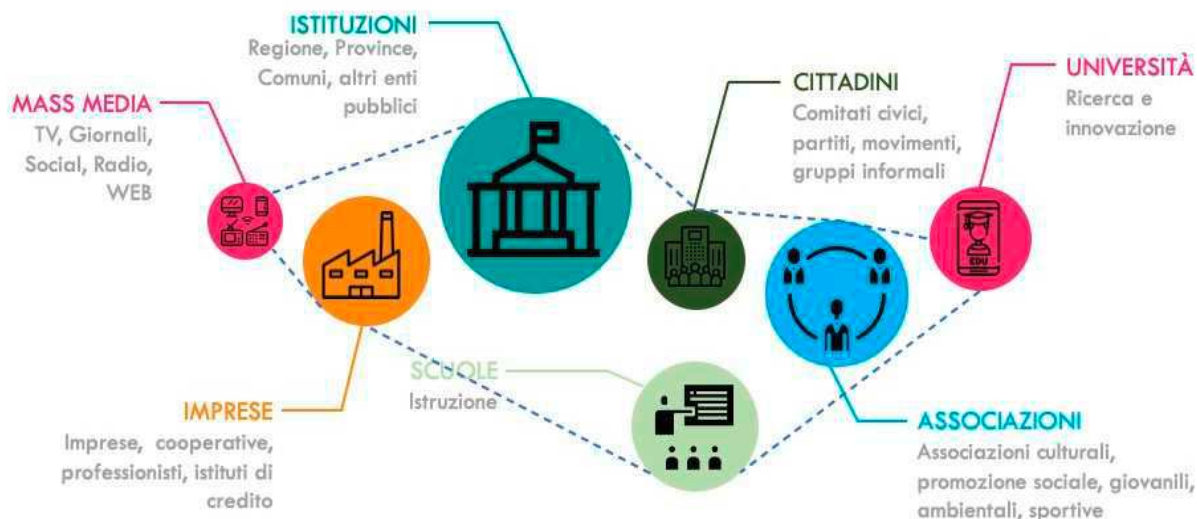 ISTITUZIONI
Regione, Province,
Comuni, altri enti
pubblici
MASS MEDIA
TV, Giornali,
Social, Radio,
WEB
CITTADINI
Comitati civici,
partiti, movimenti,
gruppi informali
UNIVERSITÀ
Ricerca e
innovazione
EDU
SCUOLE
Istruzione
IMPRESE
Imprese, cooperative,
professionisti, istituti di
credito
ASSOCIAZIONI
Associazioni culturali,
promozione sociale, giovanili,
ambientali, sportive